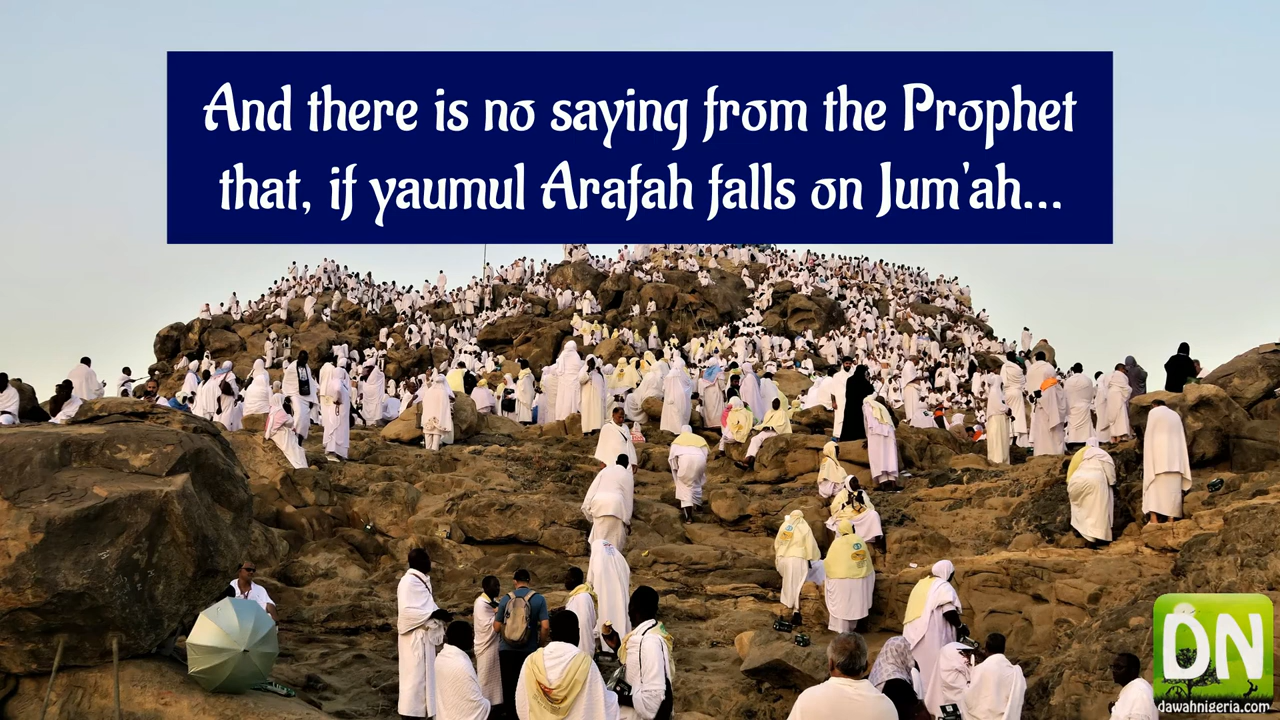 And there is no saying from the Prophet
that, if yaumul Arafah falls on Jum'ah...
DN
dawahnigeria.com